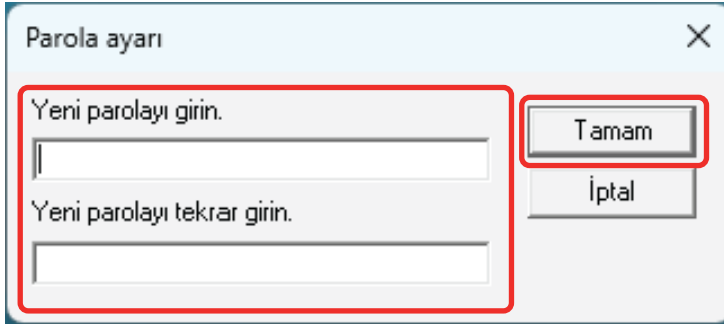 Parola ayarı
Yeni parolayı girin.
Tamam
Yeni parolayı tekrar girin.
İptal